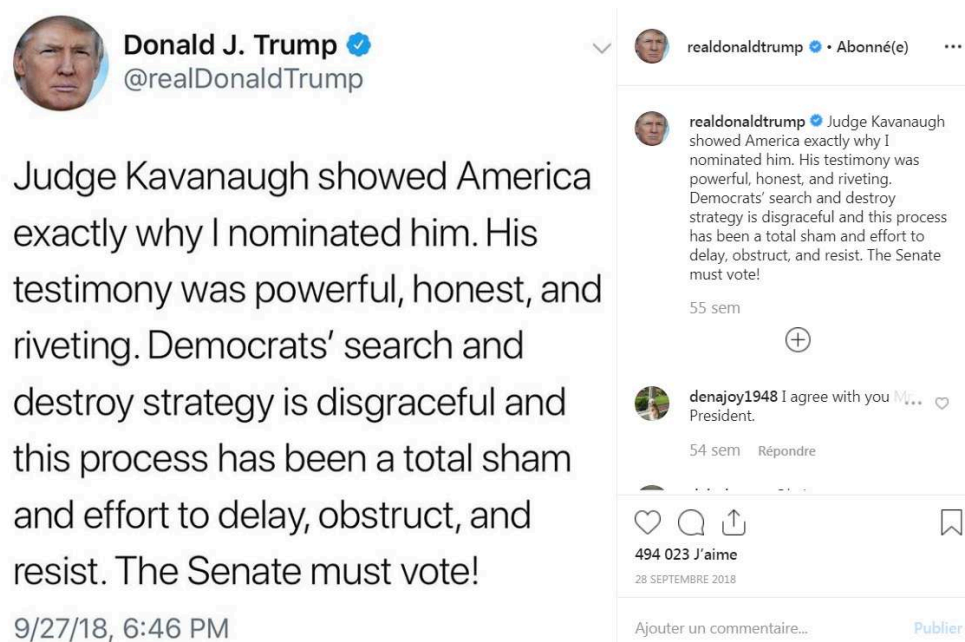 Donald J. Trump
@realDonaldTrump
Judge Kavanaugh showed America
exactly why I nominated him. His
testimony was powerful, honest, and
riveting. Democrats’ search and
destroy strategy is disgraceful and
this process has been a total sham
and effort to delay, obstruct, and
resist. The Senate must vote!
9/27/18, 6:46 PM
realdonaldtrump • Abonné(e)
realdonaldtrump Judge Kavanaugh
showed America exactly why I
nominated him. His testimony was
powerful, honest, and riveting.
Democrats’ search and destroy
strategy is disgraceful and this process
has been a total sham and effort to
delay, obstruct, and resist. The Senate
must vote!
55 sem
denajoy1948 I agree with you Mr.
President.
54 sem Répondre
494 023 J’aime
28 SEPTEMBRE 2018
Ajouter un commentaire... Publier